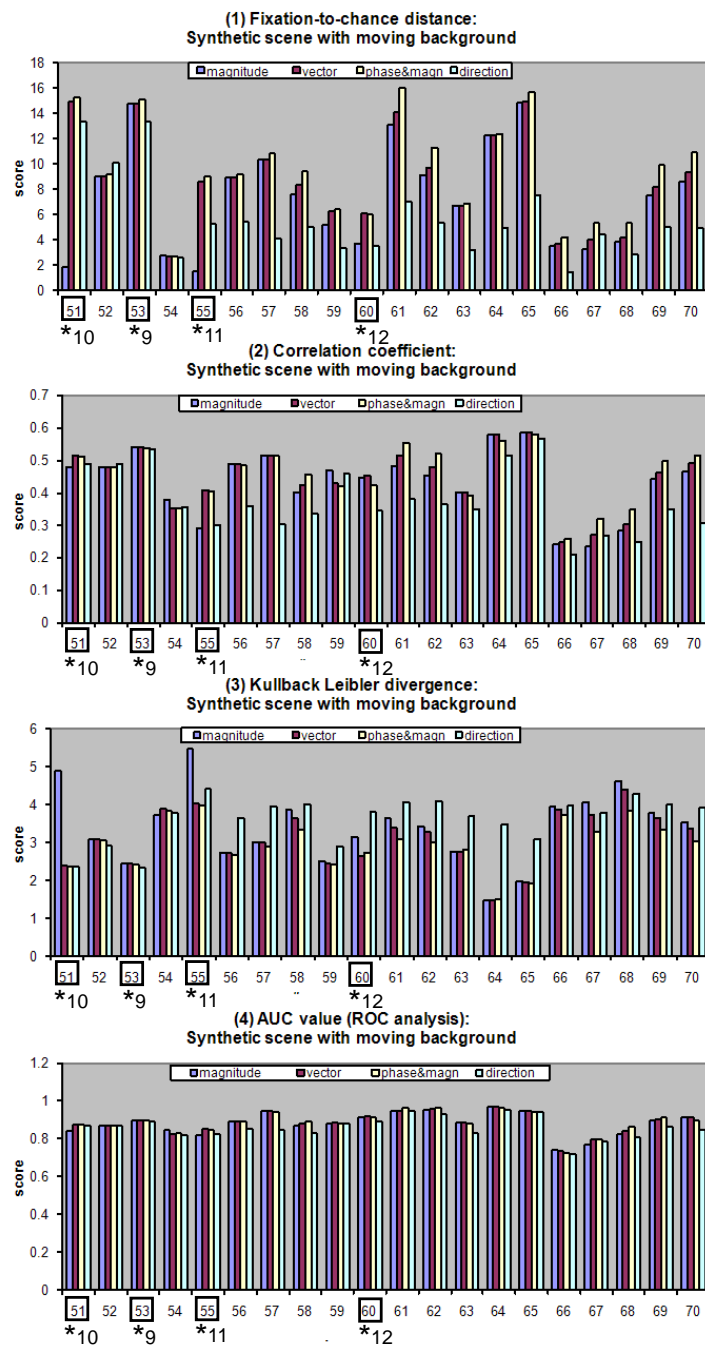 (1) Fixation-to-chance distance:
Synthetic scene with moving background
magnitude vector phase&magn direction
18
16
14
12
10
8
6
4
2
0
score
51 52 53 54 55 56 57 58 59 60 61 62 63 64 65 66 67 68 69 70
*10 *9 *11 *12
(2) Correlation coefficient:
Synthetic scene with moving background
magnitude vector phase&magn direction
0.7
0.6
0.5
0.4
0.3
0.2
0.1
0
score
51 52 53 54 55 56 57 58 59 60 61 62 63 64 65 66 67 68 69 70
*10 *9 *11 *12
(3) Kullback Leibler divergence:
Synthetic scene with moving background
magnitude vector phase&magn direction
6
5
4
3
2
1
0
score
51 52 53 54 55 56 57 58 59 60 61 62 63 64 65 66 67 68 69 70
*10 *9 *11 *12
(4) AUC value (ROC analysis):
Synthetic scene with moving background
magnitude vector phase&magn direction
1.2
1
0.8
0.6
0.4
0.2
0
score
51 52 53 54 55 56 57 58 59 60 61 62 63 64 65 66 67 68 69 70
*10 *9 *11 *12